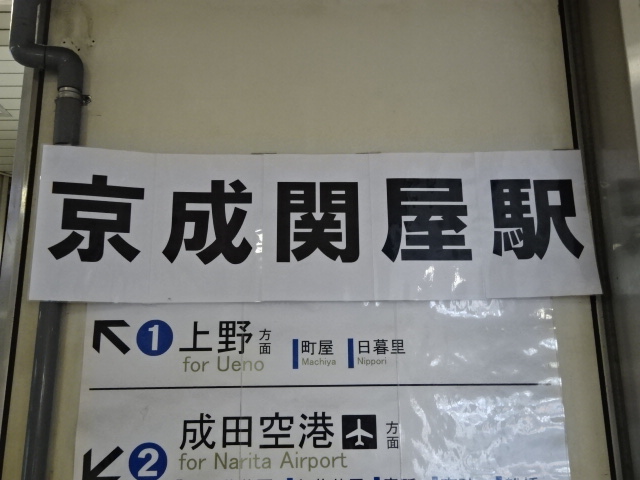 京成関屋駅
1 上野方面 町屋 日暮里
for Ueno Machiya Nippori
成田空港方面
2 for Narita Airport